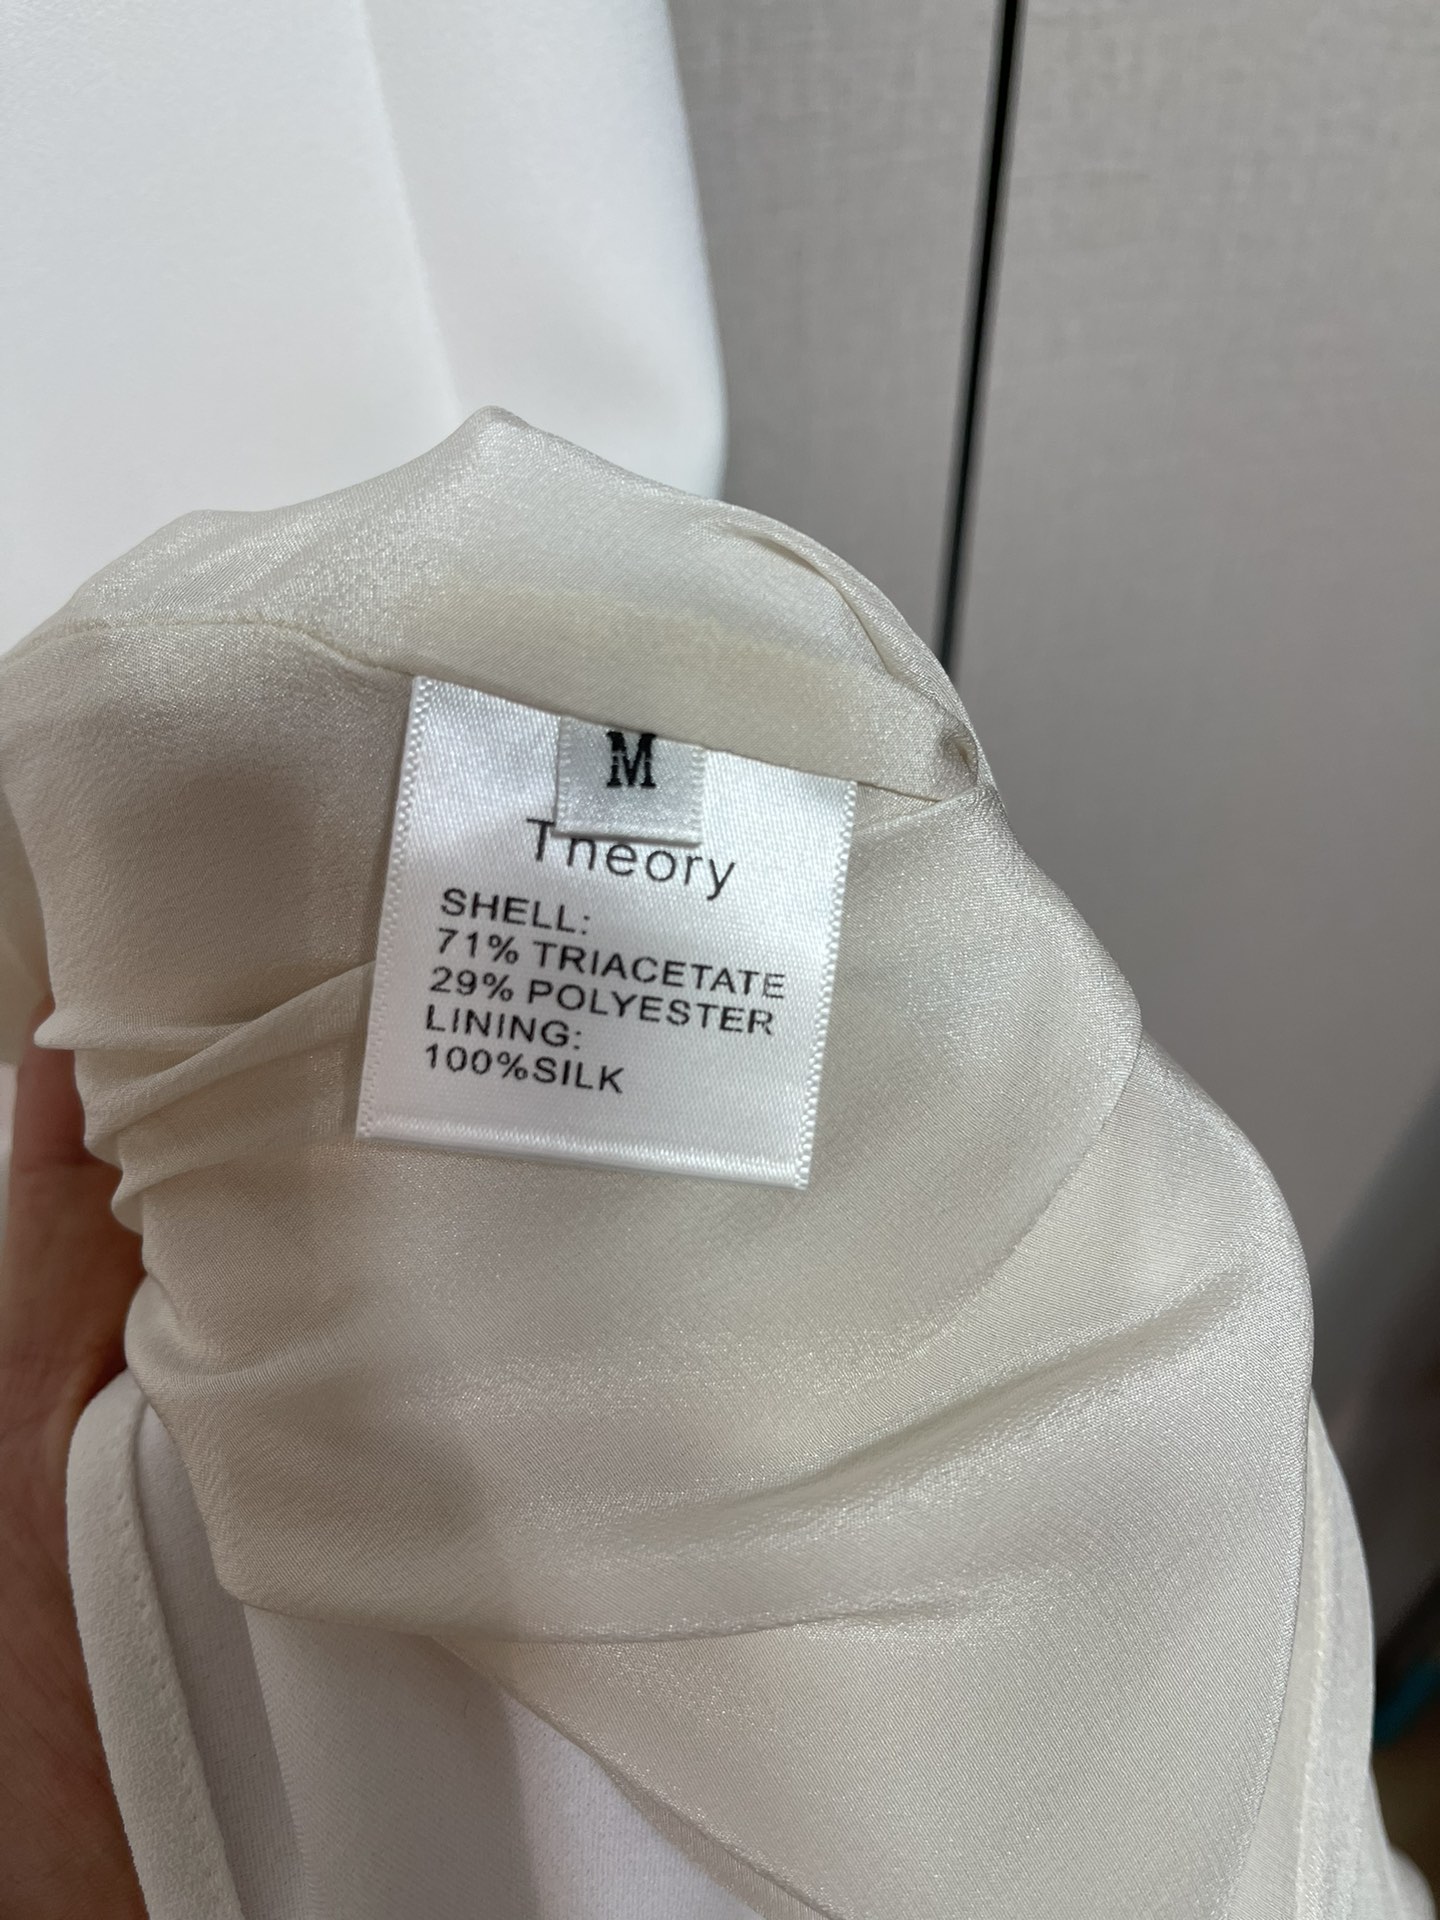 M
Theory
SHELL:
71% TRIACETATE
29% POLYESTER
LINING:
100%SILK